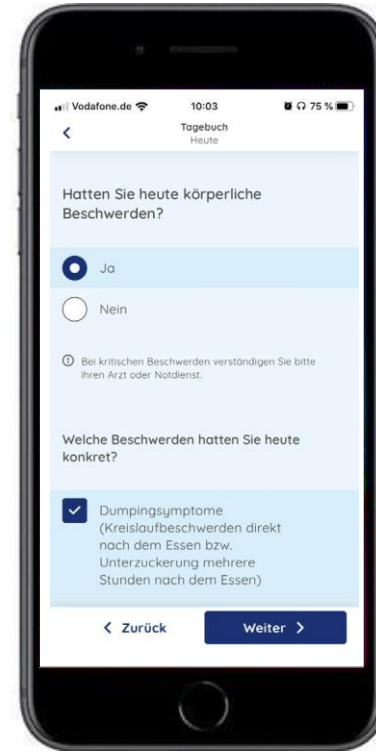 Vodafone.de 10:03 75 %
Tagebuch
Heute
Hatten Sie heute körperliche
Beschwerden?
Ja
Nein
Bei kritischen Beschwerden verständigen Sie bitte
ihren Arzt oder Notdienst.
Welche Beschwerden hatten Sie heute
konkret?
Dumpingsymptome
(Kreislaufbeschwerden direkt
nach dem Essen bzw.
Unterzuckerung mehrere
Stunden nach dem Essen)
Zurück Weiter